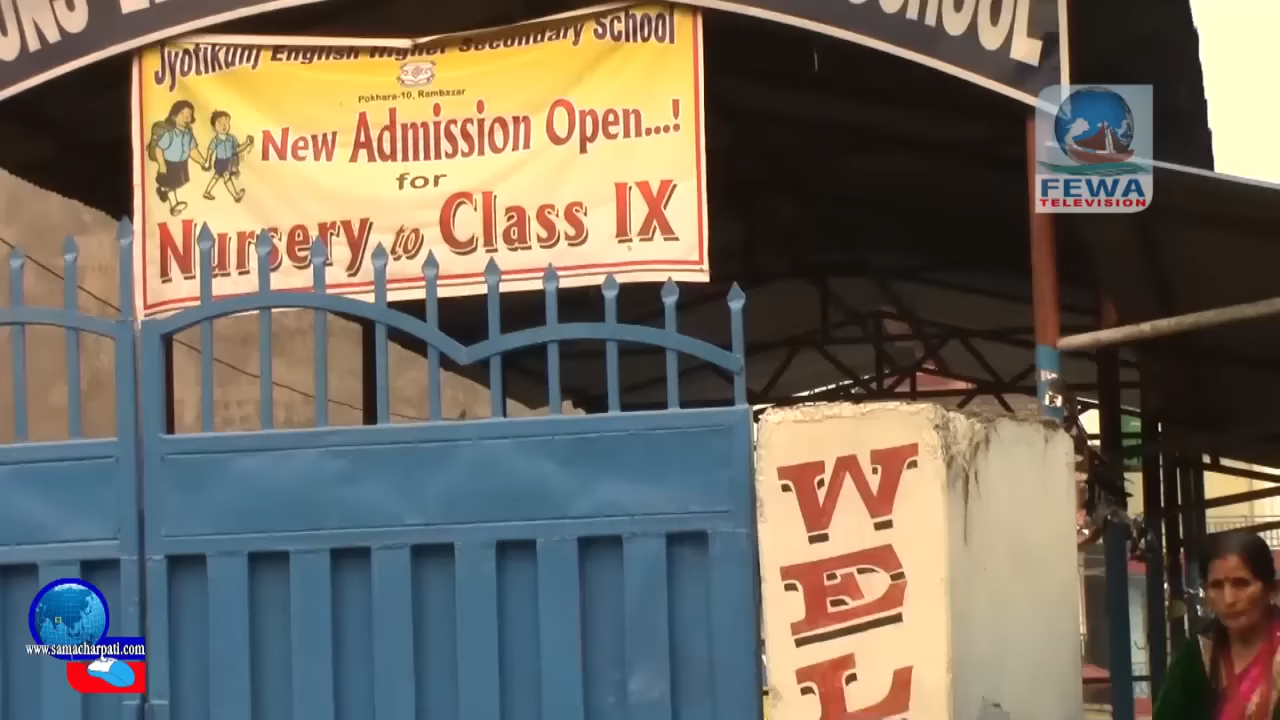 SCHOOL
Jyotikunj English Higher Secondary School
Pokhara-10, Rambazar
New Admission Open...!
for
Nursery to Class IX
FEWA
TELEVISION
W
E
L
www.samacharpati.com